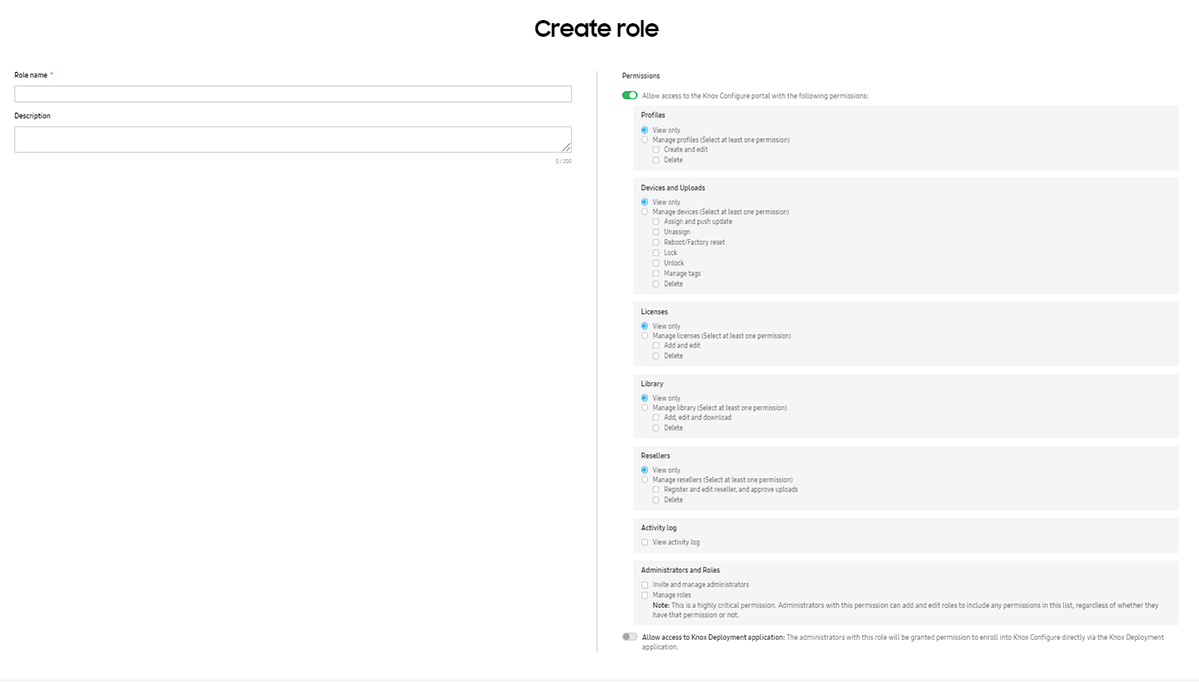 Create role
Role name *
Description
0 / 200
Permissions
Allow access to the Knox Configure portal with the following permissions:
Profiles
View only
Manage profiles (Select at least one permission)
Create and edit
Delete
Devices and Uploads
View only
Manage devices (Select at least one permission)
Assign and push update
Unassign
Reboot/Factory reset
Lock
Unlock
Manage tags
Delete
Licenses
View only
Manage licenses (Select at least one permission)
Add and edit
Delete
Library
View only
Manage library (Select at least one permission)
Add, edit and download
Delete
Resellers
View only
Manage resellers (Select at least one permission)
Register and edit reseller, and approve uploads
Delete
Activity log
View activity log
Administrators and Roles
Invite and manage administrators
Manage roles
Note: This is a highly critical permission. Administrators with this permission can add and edit roles to include any permissions in this list, regardless of whether they
have that permission or not.
Allow access to Knox Deployment application: The administrators with this role will be granted permission to enroll into Knox Configure directly via the Knox Deployment
application.